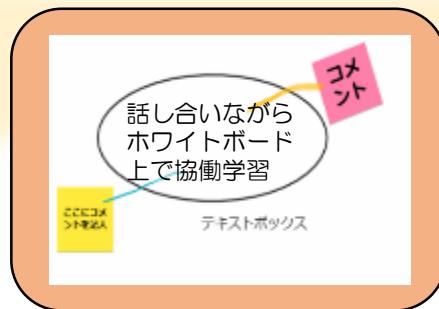 コメ
ント
話し合いながら
ホワイトボード
上で協働学習
ここにコメ
ントを記入
テキストボックス